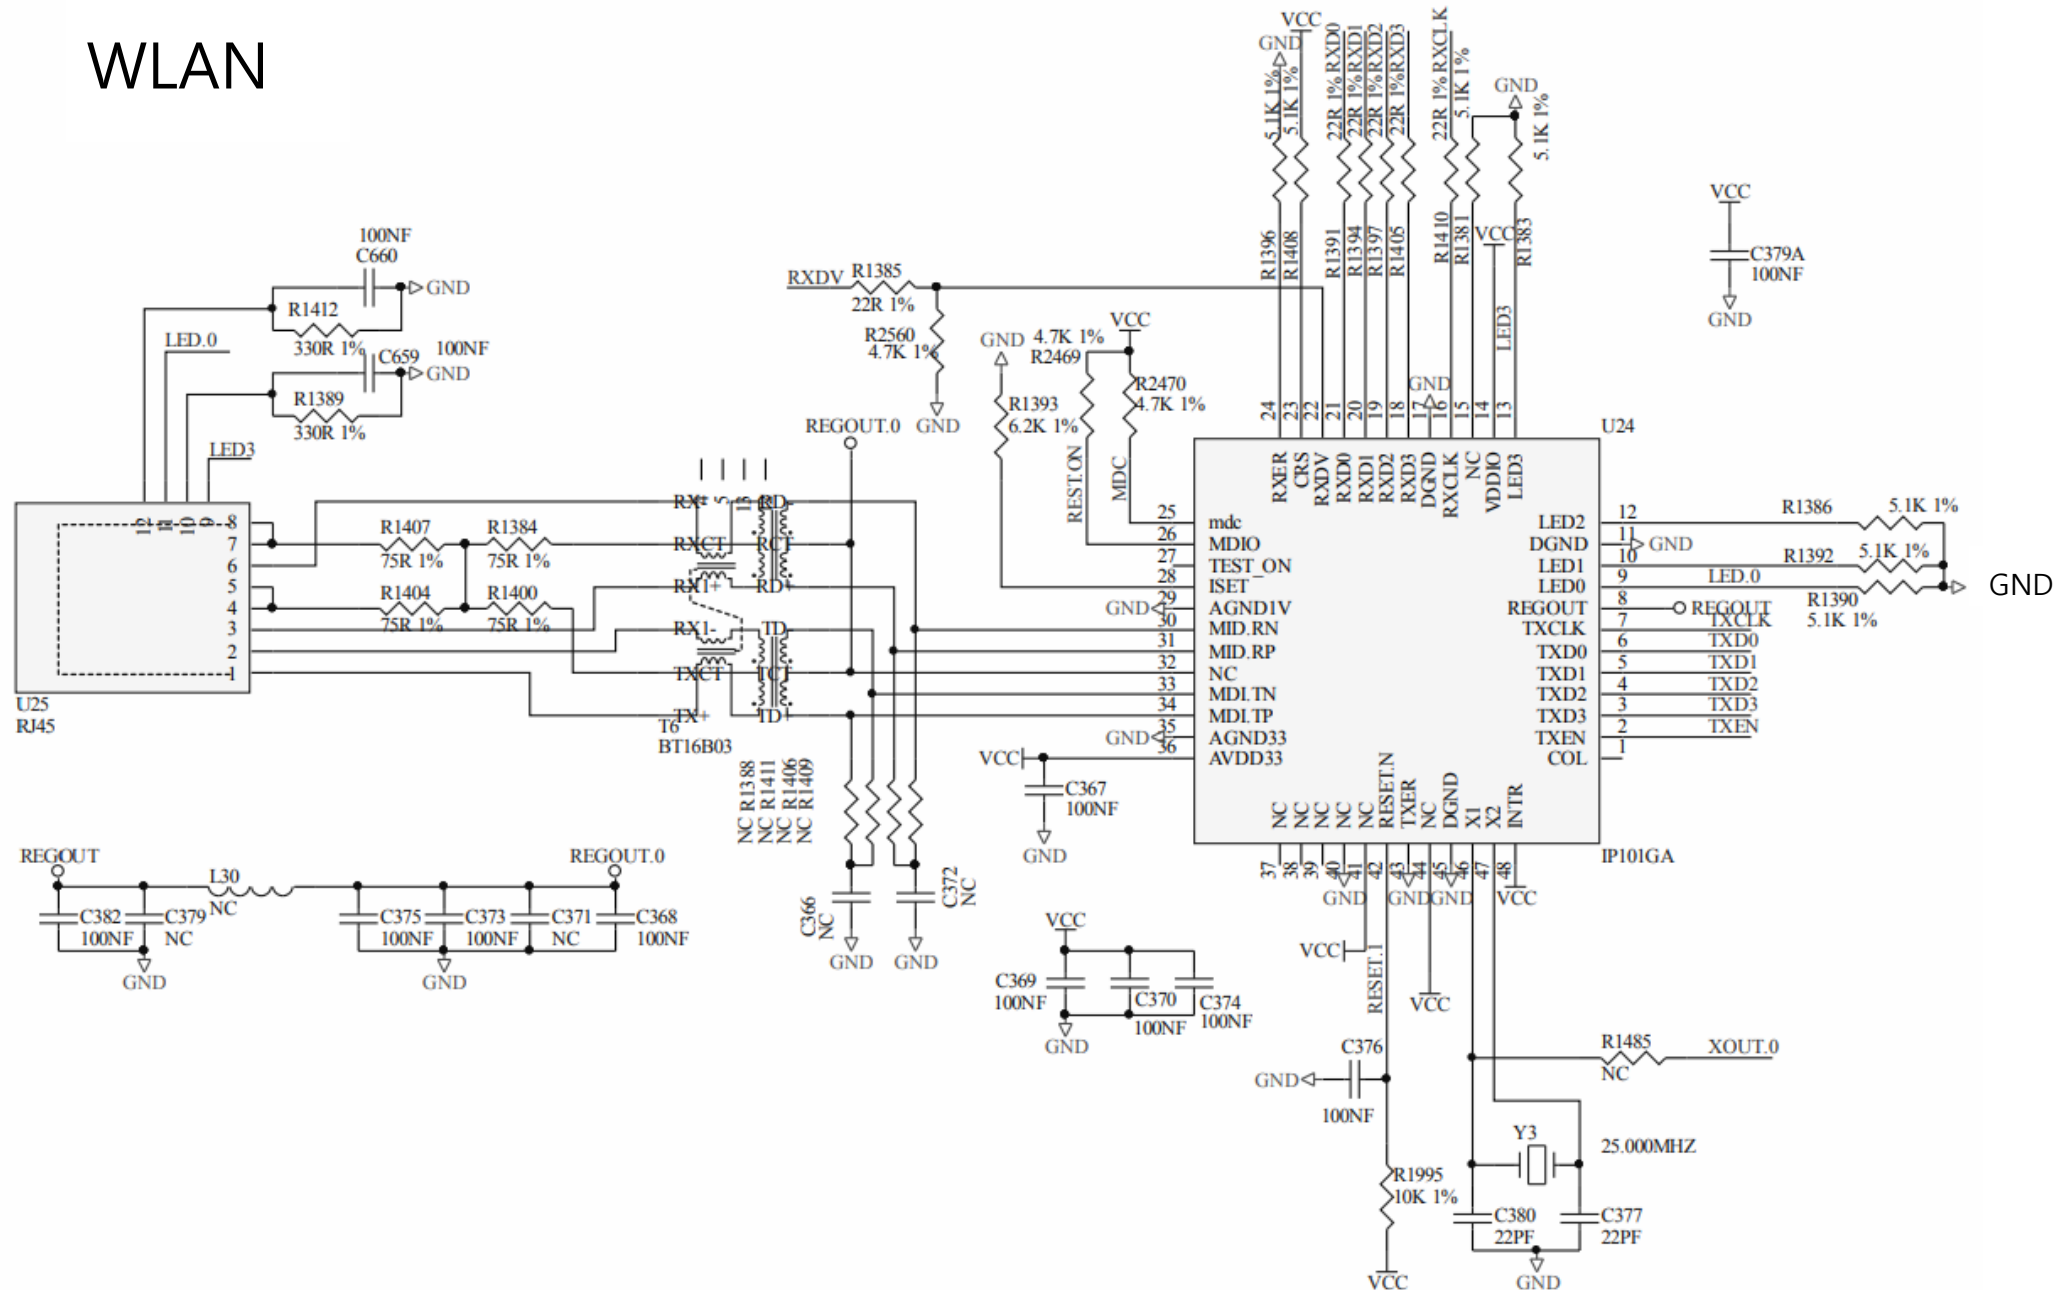 WLAN
VCC
GND
5.1K 1%
5.1K 1%
22R 1% RXD0
22R 1% RXD1
22R 1% RXD2
22R 1% RXD3
22R 1% RXCLK
5.1K 1%
GND
5.1K 1%
R1396
R1408
R1391
R1394
R1397
R1405
R1410
R1381
VCC
R1383
LED3
VCC
C379A
100NF
GND
100NF
C660
GND
R1412
330R 1%
LED.0
C659
100NF
GND
R1389
330R 1%
LED3
RXDV
R1385
22R 1%
R2560
4.7K 1%
GND
GND
R1393
6.2K 1%
4.7K 1%
R2469
VCC
R2470
4.7K 1%
REST.ON
MDC
REGOUT.0
GND
24
23
22
21
20
19
18
17
16
15
14
13
U24
RXER
CRS
RXDV
RXD0
RXD1
RXD2
RXD3
DGND
RXCLK
NC
VDDIO
LED3
25 mdc
26 MDIO
27 TEST_ON
28 ISET
GND 29 AGND1V
30 MID.RN
31 MID.RP
32 NC
33 MDI.TN
34 MDI.TP
GND 35 AGND33
VCC 36 AVDD33
C367
100NF
GND
LED2 12 R1386 5.1K 1%
DGND 11 GND
LED1 10 R1392 5.1K 1%
LED0 9 LED.0
R1390
5.1K 1%
GND
REGOUT 8 REGOUT
TXCLK 7 TXCLK
TXD0 6 TXD0
TXD1 5 TXD1
TXD2 4 TXD2
TXD3 3 TXD3
TXEN 2 TXEN
COL 1
NC
NC
NC
NC
NC
RESET.N
TXER
NC
DGND
X1
X2
INTR
IP101GA
37
38
39
40
41
42
43
44
45
46
47
48
GND
GND
GND
VCC
VCC
RESET.1
VCC
12
11
10
9
8
7
6
5
4
3
2
1
U25
RJ45
R1407
75R 1%
R1384
75R 1%
R1404
75R 1%
R1400
75R 1%
5
13
RX-
RXCT
RX1+
RX1-
TXCT
TX+
RD-
RCT
RD+
TD-
TCT
TD+
T6
BT16B03
NC R1388
NC R1411
NC R1406
NC R1409
C366
NC
C372
NC
GND
GND
REGOUT
REGOUT.0
L30
NC
C382
100NF
C379
NC
C375
100NF
C373
100NF
C371
NC
C368
100NF
GND
GND
VCC
C369
100NF
C370
100NF
C374
100NF
GND
C376
GND
100NF
R1995
10K 1%
VCC
R1485
NC
XOUT.0
Y3
25.000MHZ
C380
22PF
C377
22PF
GND